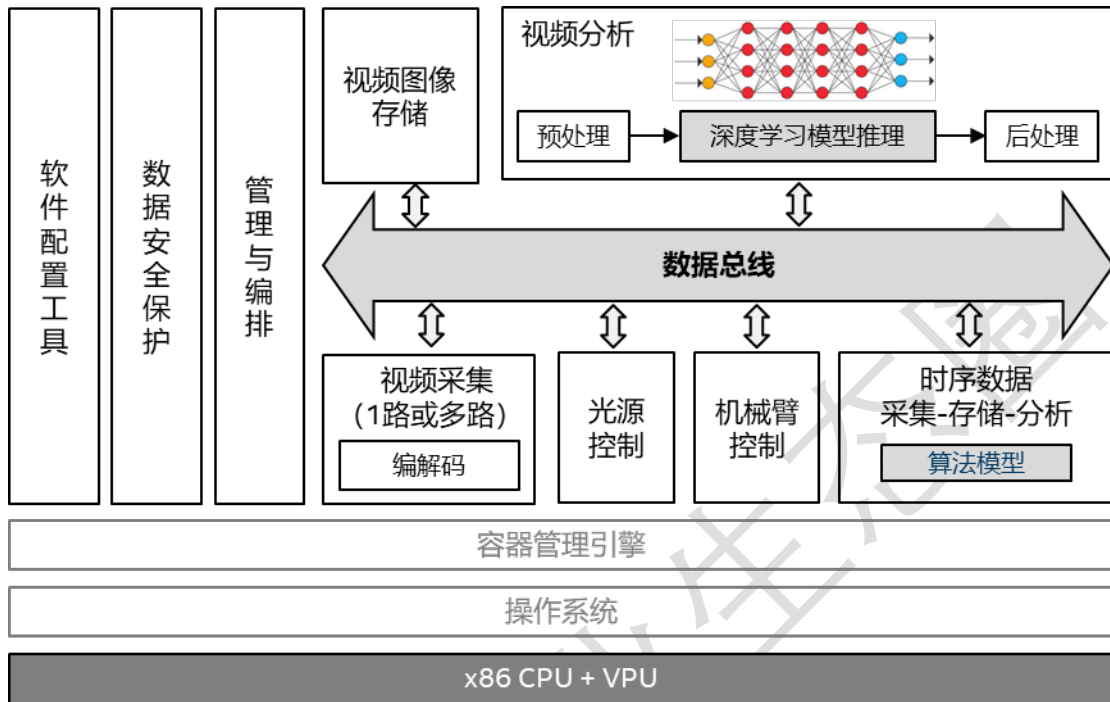 软件配置工具
数据安全保护
管理与编排
视频图像
存储
视频分析
预处理
深度学习模型推理
后处理
数据总线
视频采集
（1路或多路）
编解码
光源
控制
机械臂
控制
时序数据
采集-存储-分析
算法模型
容器管理引擎
操作系统
x86 CPU + VPU
生态圈